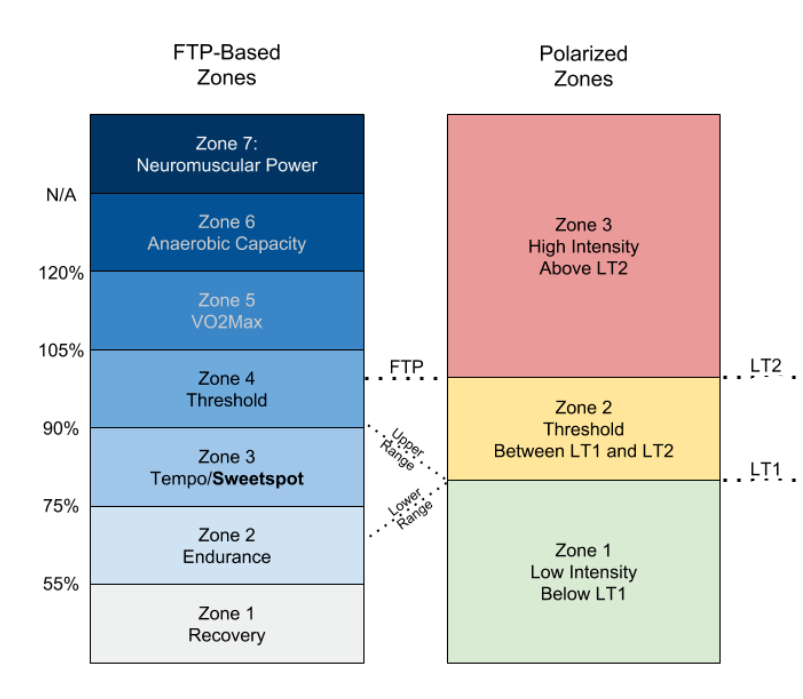 FTP-Based
Zones
Zone 7:
Neuromuscular Power
N/A
Zone 6
Anaerobic Capacity
120%
Zone 5
VO2Max
105%
Zone 4
Threshold
90%
Zone 3
Tempo/Sweetspot
75%
Zone 2
Endurance
55%
Zone 1
Recovery
FTP
Upper
Range
Lower
Range
Polarized
Zones
Zone 3
High Intensity
Above LT2
LT2
Zone 2
Threshold
Between LT1 and LT2
LT1
Zone 1
Low Intensity
Below LT1